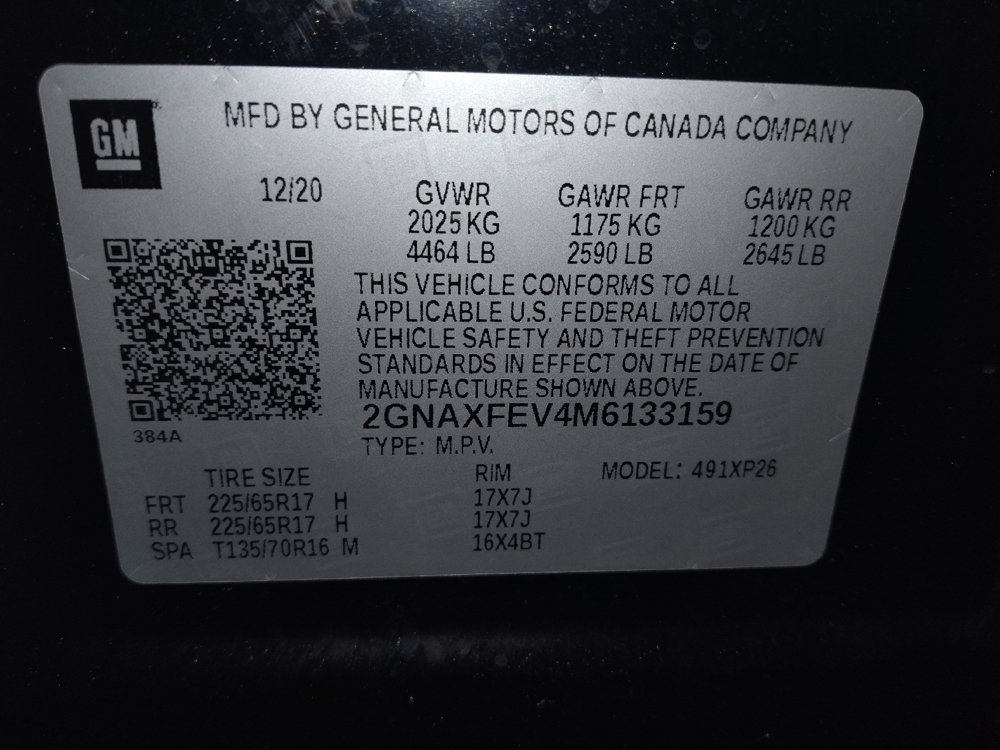 GM
MFD BY GENERAL MOTORS OF CANADA COMPANY
12/20 GVWR GAWR FRT GAWR RR
2025 KG 1175 KG 1200 KG
4464 LB 2590 LB 2645 LB
THIS VEHICLE CONFORMS TO ALL
APPLICABLE U.S. FEDERAL MOTOR
VEHICLE SAFETY AND THEFT PREVENTION
STANDARDS IN EFFECT ON THE DATE OF
MANUFACTURE SHOWN ABOVE.
2GNAXFEV4M6133159
384A
TYPE: M.P.V.
TIRE SIZE RIM MODEL: 491XP26
FRT 225/65R17 H 17X7J
RR 225/65R17 H 17X7J
SPA T135/70R16 M 16X4BT